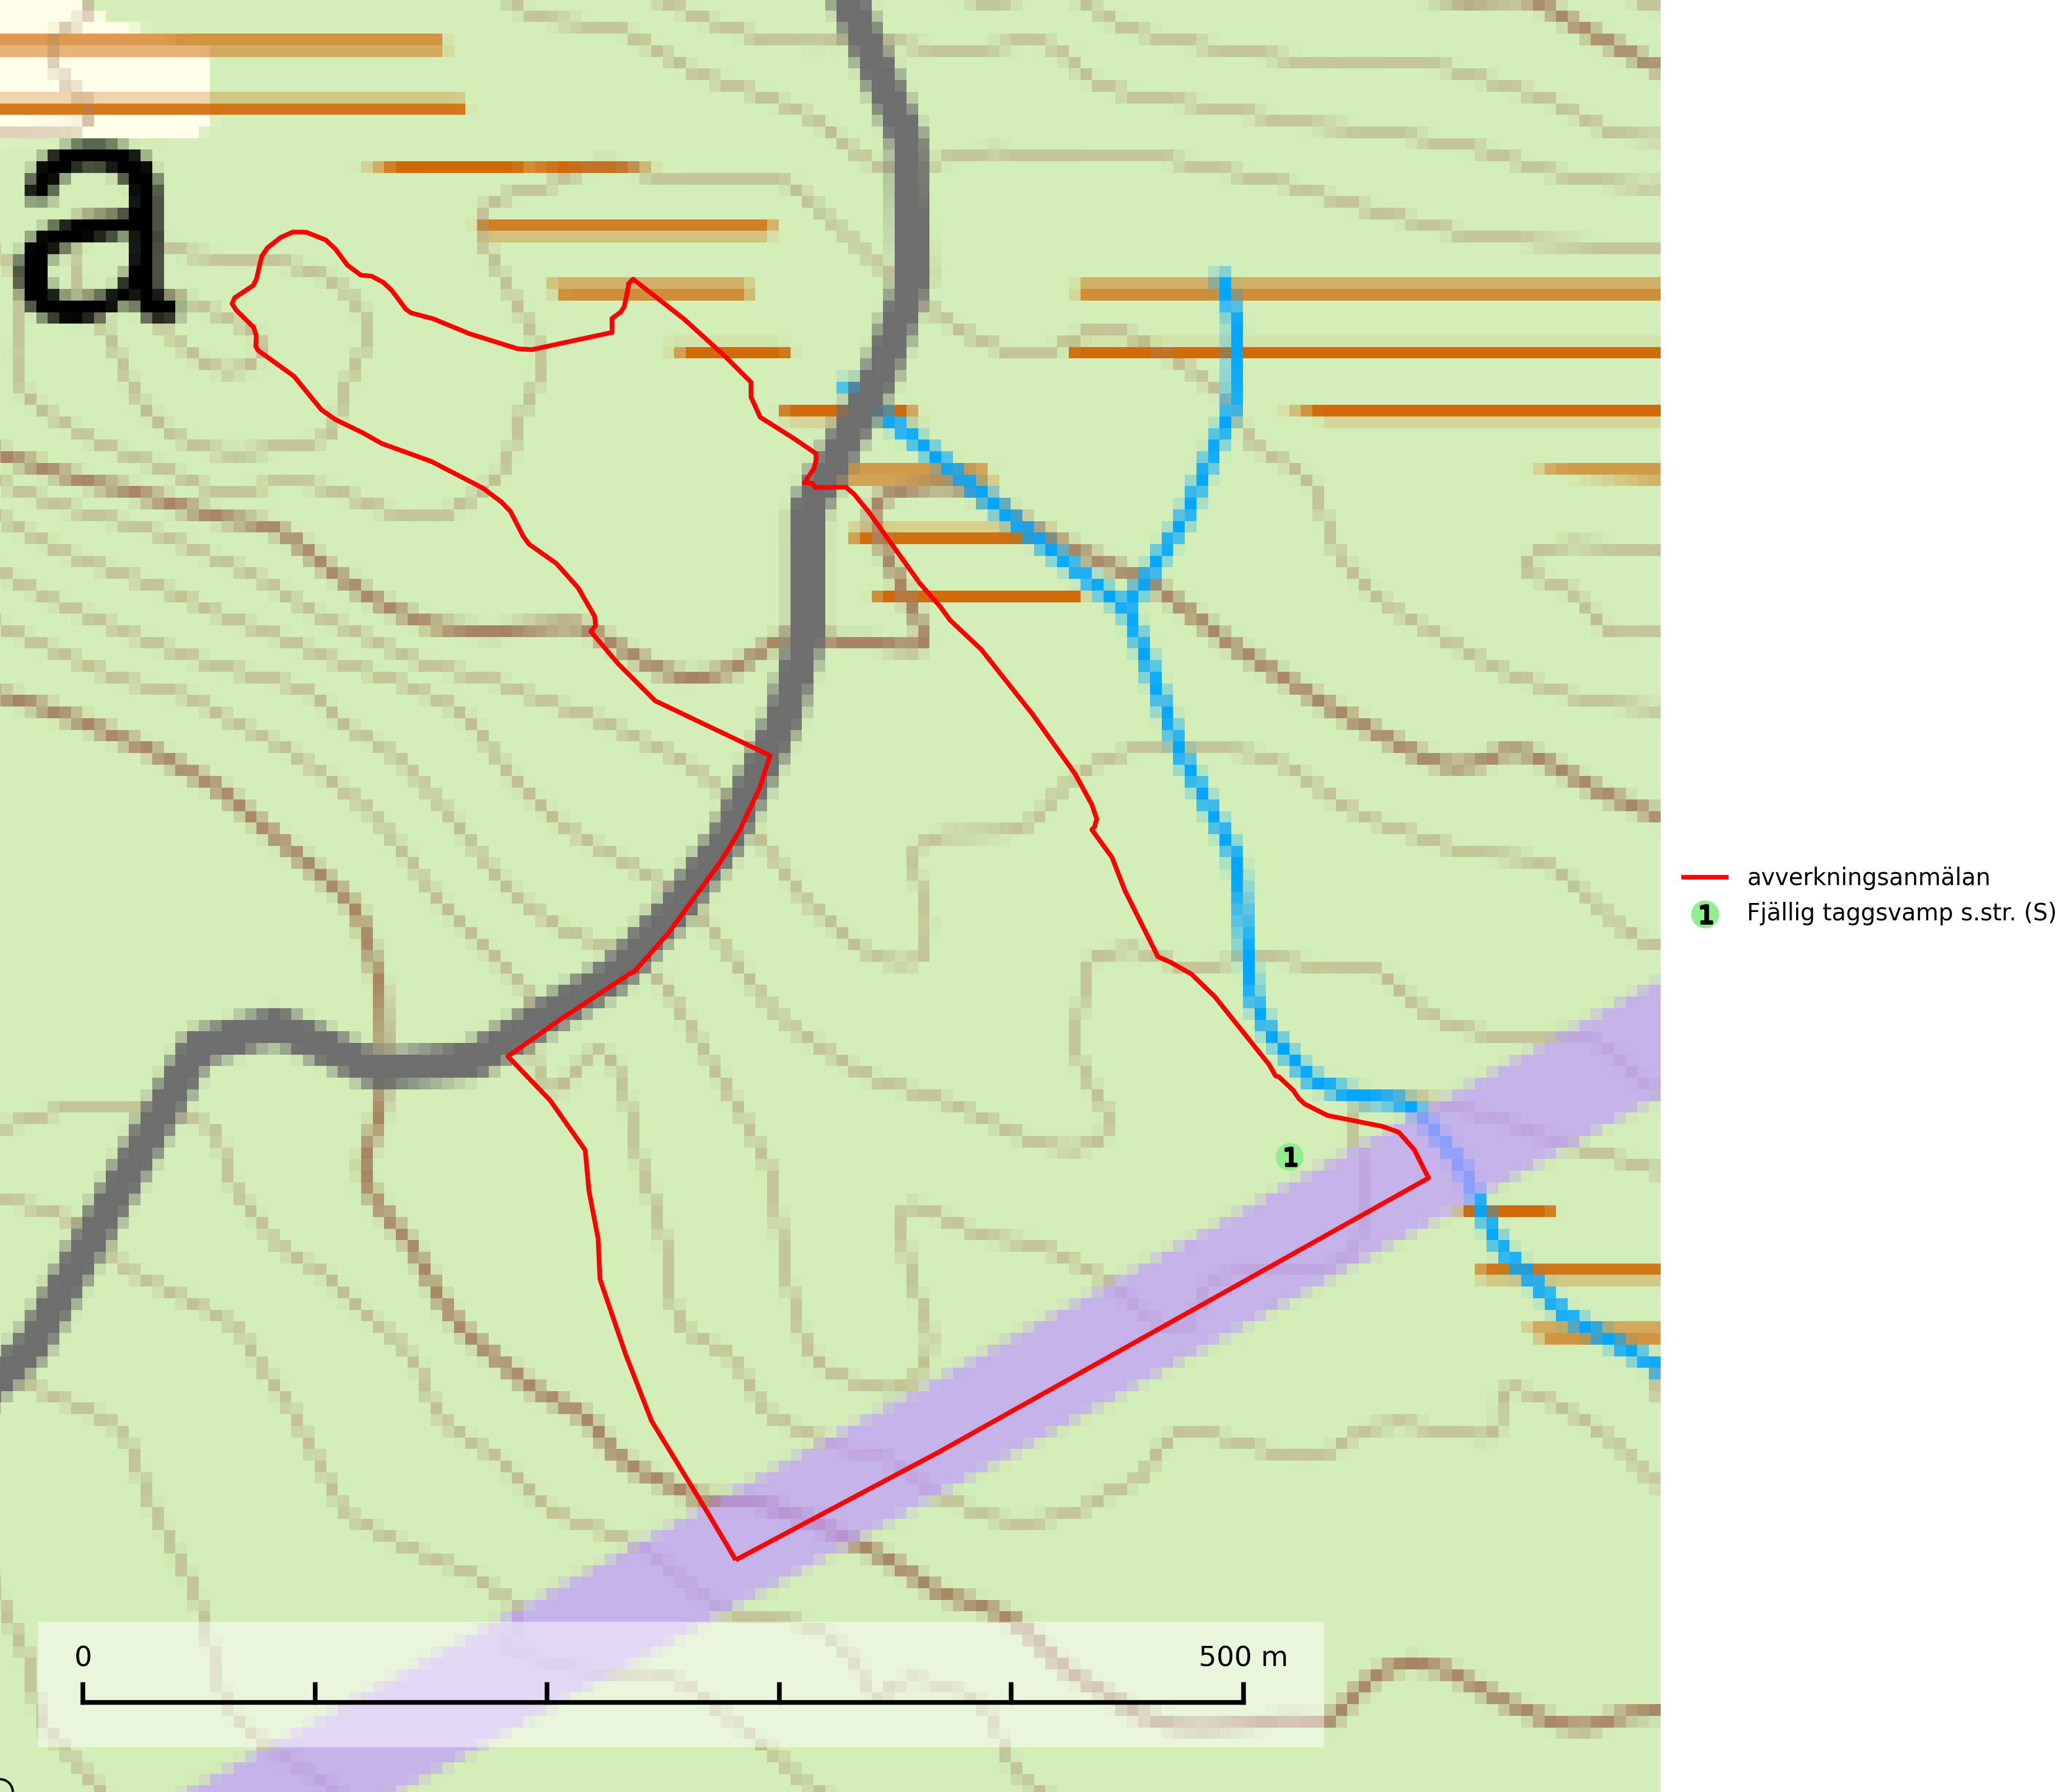 a
avverkningsanmälan
1 Fjällig taggsvamp s.str. (S)
1
0 500 m